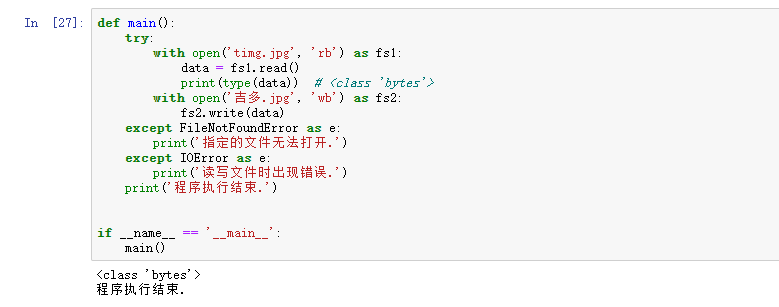 In [27]:
def main():
    try:
        with open('timg.jpg', 'rb') as fs1:
            data = fs1.read()
            print(type(data))  # <class 'bytes'>
        with open('吉多.jpg', 'wb') as fs2:
            fs2.write(data)
    except FileNotFoundError as e:
        print('指定的文件无法打开.')
    except IOError as e:
        print('读写文件时出现错误.')
    print('程序执行结束.')
if __name__ == '__main__':
    main()
<class 'bytes'>
程序执行结束.